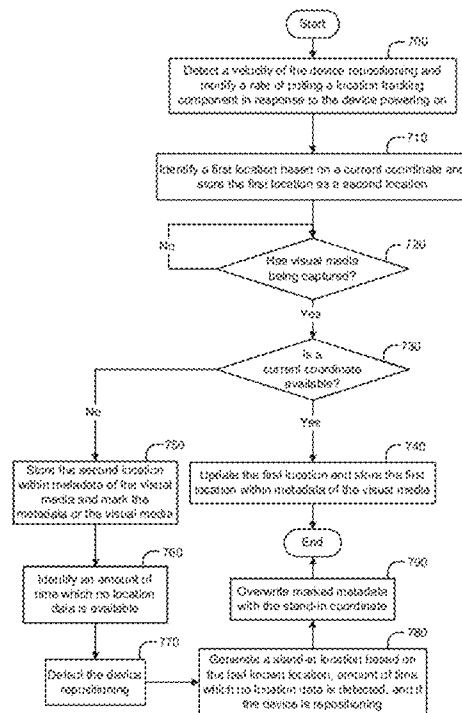 Start
700
Detect a velocity of the device repositioning and
identify a rate of polling a location tracking
component in response to the device powering on
710
Identify a first location based on a current coordinate and
store the first location as a second location
No
720
Has visual media
being captured?
Yes
730
Is a
current coordinate
available?
No
Yes
750
Store the second location
within metadata of the visual
media and mark the
metadata of the visual media
740
Update the first location and store the first
location within metadata of the visual media
End
760
Identify an amount of
time which no location
data is available
790
Overwrite marked metadata
with the stand-in coordinate
770
Detect the device
repositioning
780
Generate a stand-in location based on
the last known location, amount of time
which no location data is detected, and if
the device is repositioning